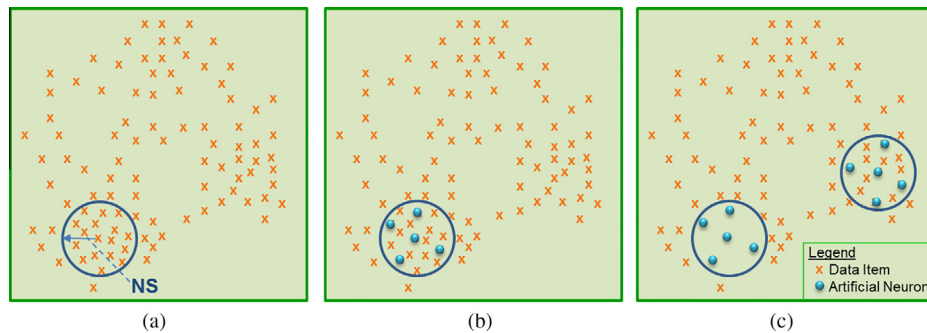 NS
Legend
x Data Item
Artificial Neuron
(a)
(b)
(c)